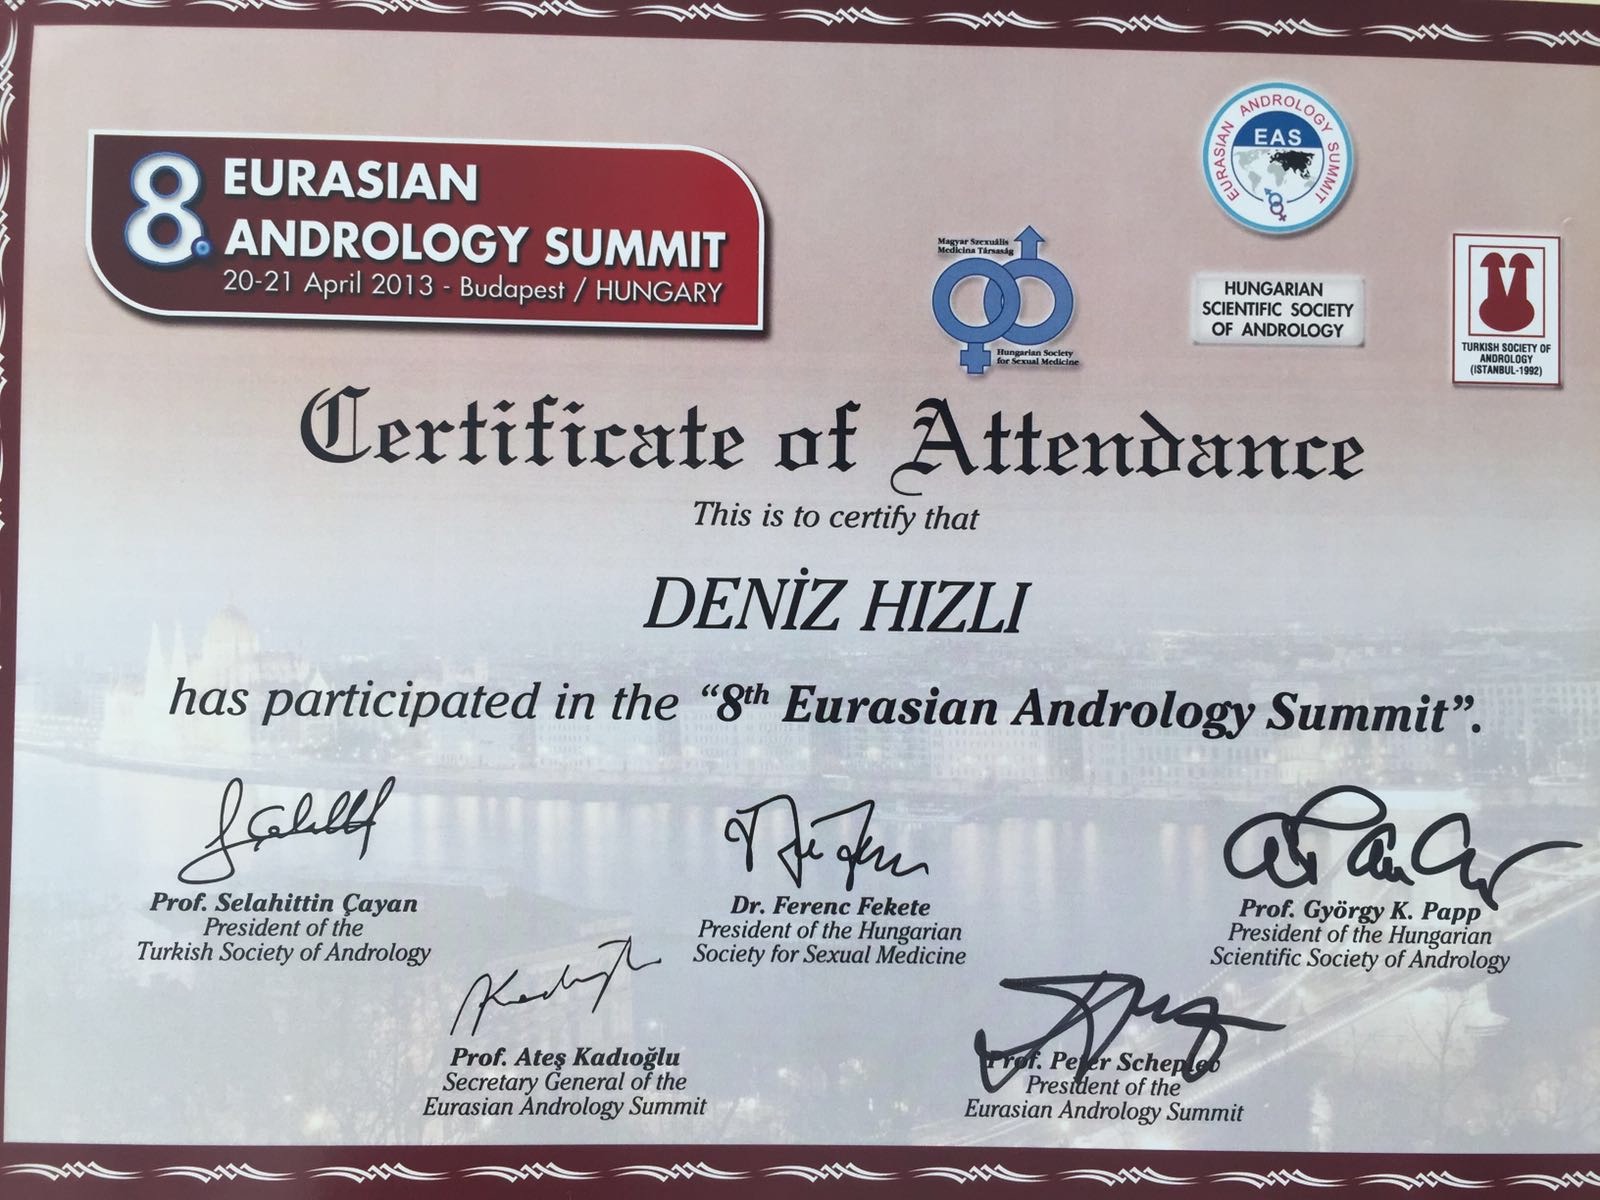 8. EURASIAN
ANDROLOGY SUMMIT
20-21 April 2013 - Budapest / HUNGARY
EURASIAN ANDROLOGY SUMMIT
EAS
Magyar Szexuális
Medicina Társaság
Hungarian Society
for Sexual Medicine
HUNGARIAN
SCIENTIFIC SOCIETY
OF ANDROLOGY
TURKISH SOCIETY OF
ANDROLOGY
(ISTANBUL-1992)
Certificate of Attendance
This is to certify that
DENİZ HIZLI
has participated in the “8th Eurasian Andrology Summit”.
Prof. Selahittin Çayan
President of the
Turkish Society of Andrology
Dr. Ferenc Fekete
President of the Hungarian
Society for Sexual Medicine
Prof. György K. Papp
President of the Hungarian
Scientific Society of Andrology
Prof. Ateş Kadıoğlu
Secretary General of the
Eurasian Andrology Summit
Prof. Peter
President of the
Eurasian Andrology Summit